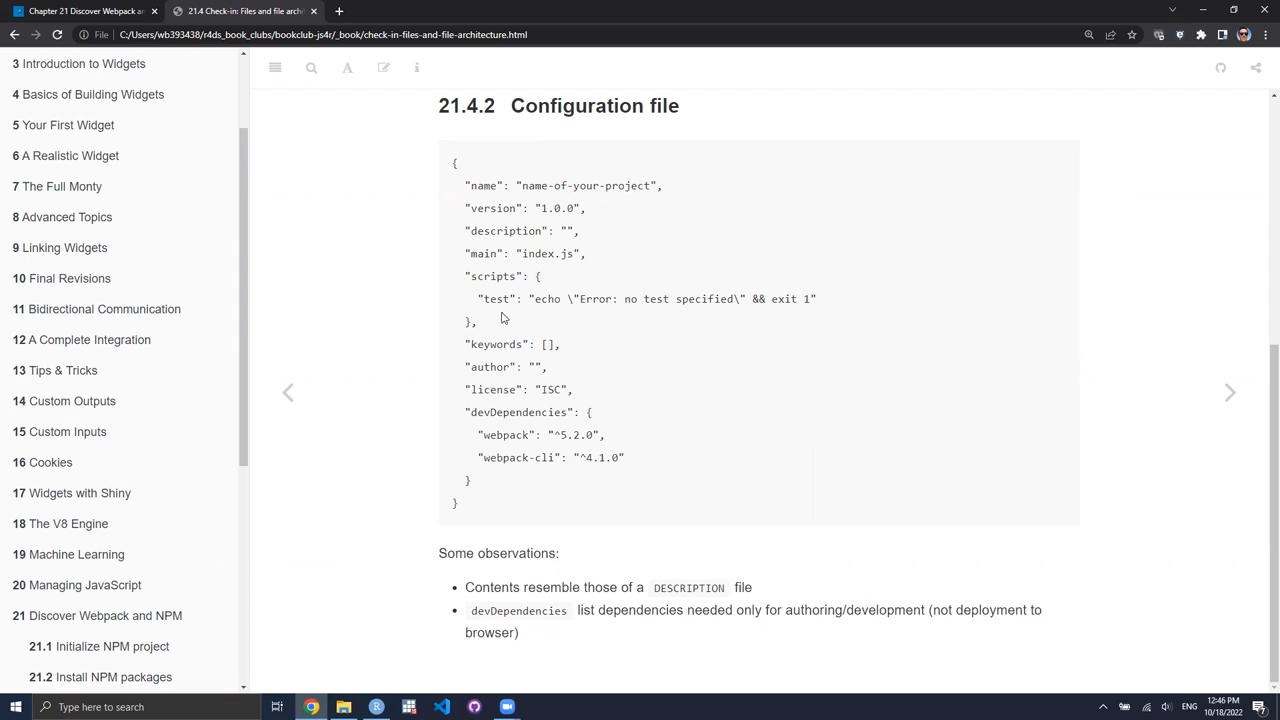 Chapter 21 Discover Webpack an
21.4 Check-in: Files and file archi
File
C:/Users/wb393438/r4ds_book_clubs/bookclub-js4r/_book/check-in-files-and-file-architecture.html
3 Introduction to Widgets
4 Basics of Building Widgets
5 Your First Widget
6 A Realistic Widget
7 The Full Monty
8 Advanced Topics
9 Linking Widgets
10 Final Revisions
11 Bidirectional Communication
12 A Complete Integration
13 Tips & Tricks
14 Custom Outputs
15 Custom Inputs
16 Cookies
17 Widgets with Shiny
18 The V8 Engine
19 Machine Learning
20 Managing JavaScript
21 Discover Webpack and NPM
21.1 Initialize NPM project
21.2 Install NPM packages
A
21.4.2 Configuration file
{
"name": "name-of-your-project",
"version": "1.0.0",
"description": "",
"main": "index.js",
"scripts": {
"test": "echo \"Error: no test specified\" && exit 1"
},
"keywords": [],
"author": "",
"license": "ISC",
"devDependencies": {
"webpack": "^5.2.0",
"webpack-cli": "^4.1.0"
}
}
Some observations:
• Contents resemble those of a DESCRIPTION file
• devDependencies list dependencies needed only for authoring/development (not deployment to
browser)
Type here to search
ENG
12:46 PM
10/18/2022